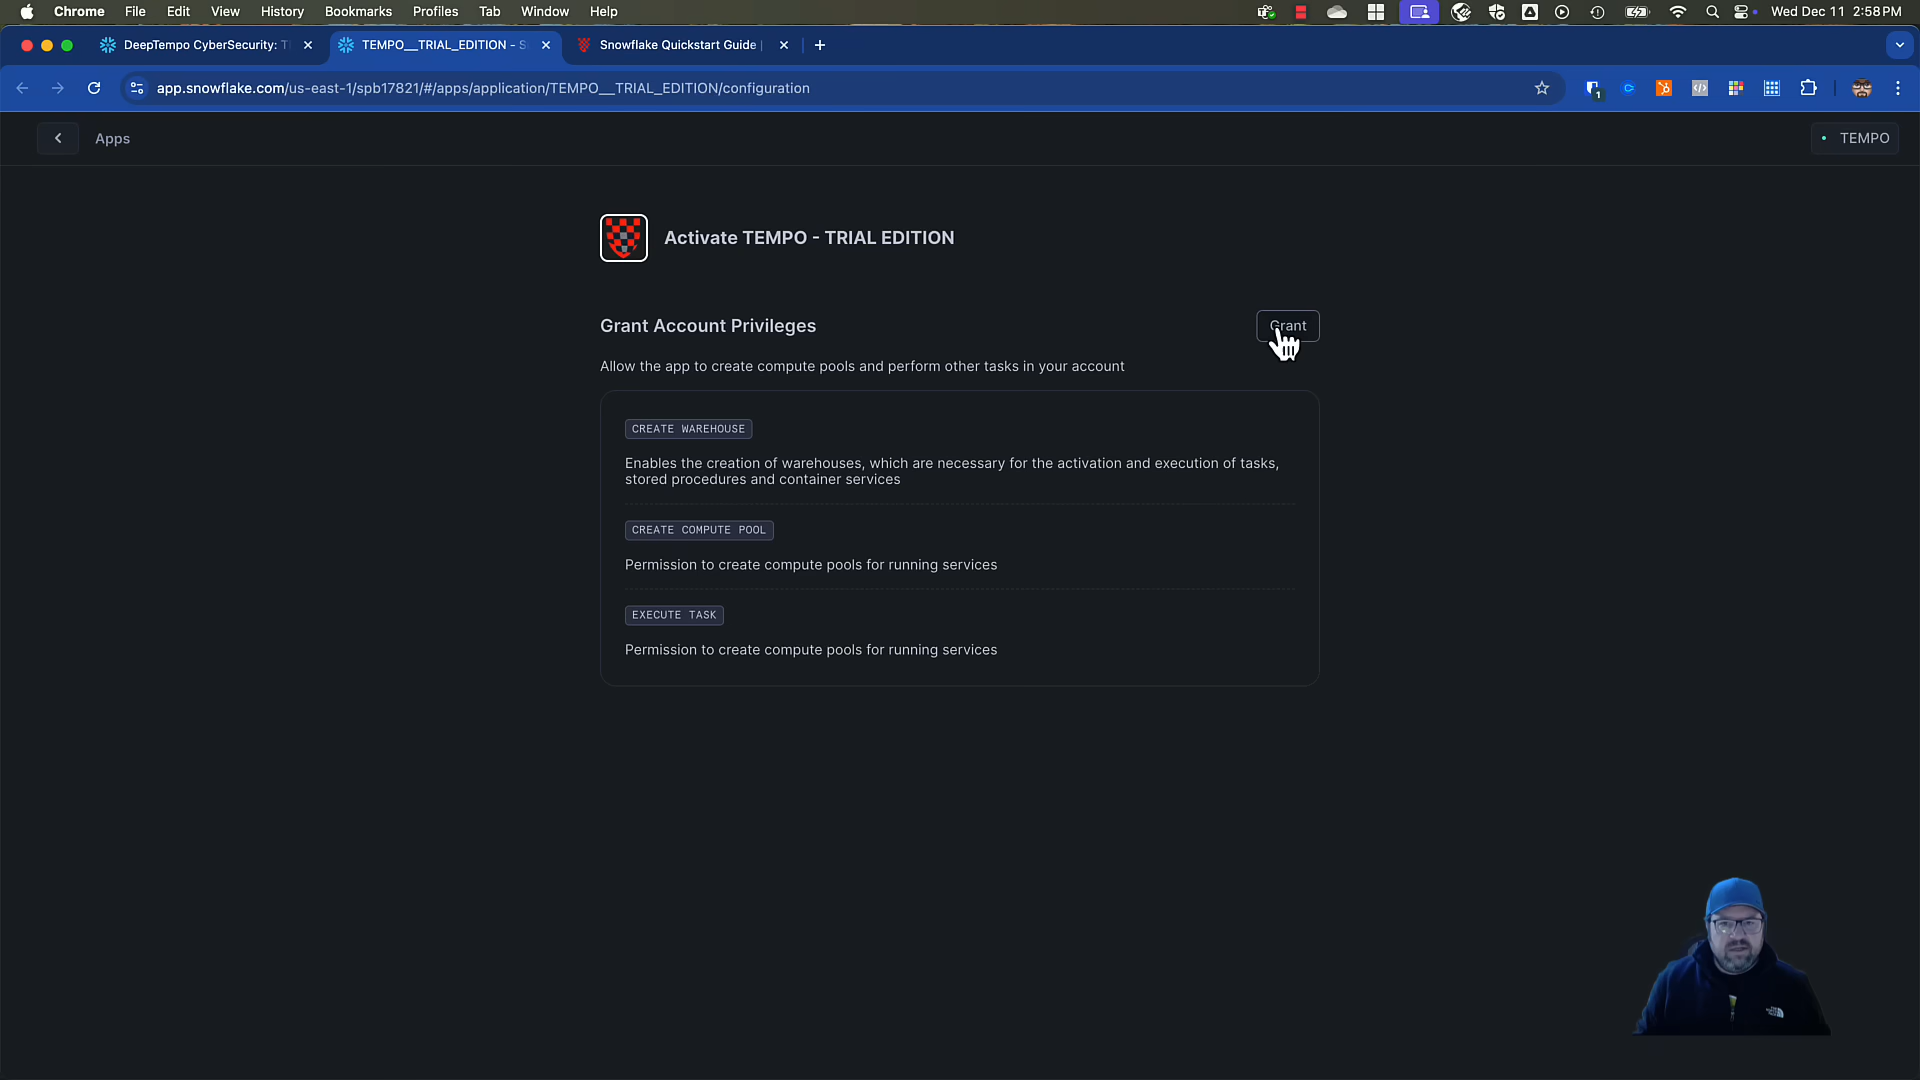 Chrome File Edit View History Bookmarks Profiles Tab Window Help
Wed Dec 11 2:58 PM
DeepTempo CyberSecurity: T
TEMPO__TRIAL_EDITION - S
Snowflake Quickstart Guide |
app.snowflake.com/us-east-1/spb17821/#/apps/application/TEMPO__TRIAL_EDITION/configuration
1
Apps
TEMPO
Activate TEMPO - TRIAL EDITION
Grant Account Privileges
Grant
Allow the app to create compute pools and perform other tasks in your account
CREATE WAREHOUSE
Enables the creation of warehouses, which are necessary for the activation and execution of tasks,
stored procedures and container services
CREATE COMPUTE POOL
Permission to create compute pools for running services
EXECUTE TASK
Permission to create compute pools for running services